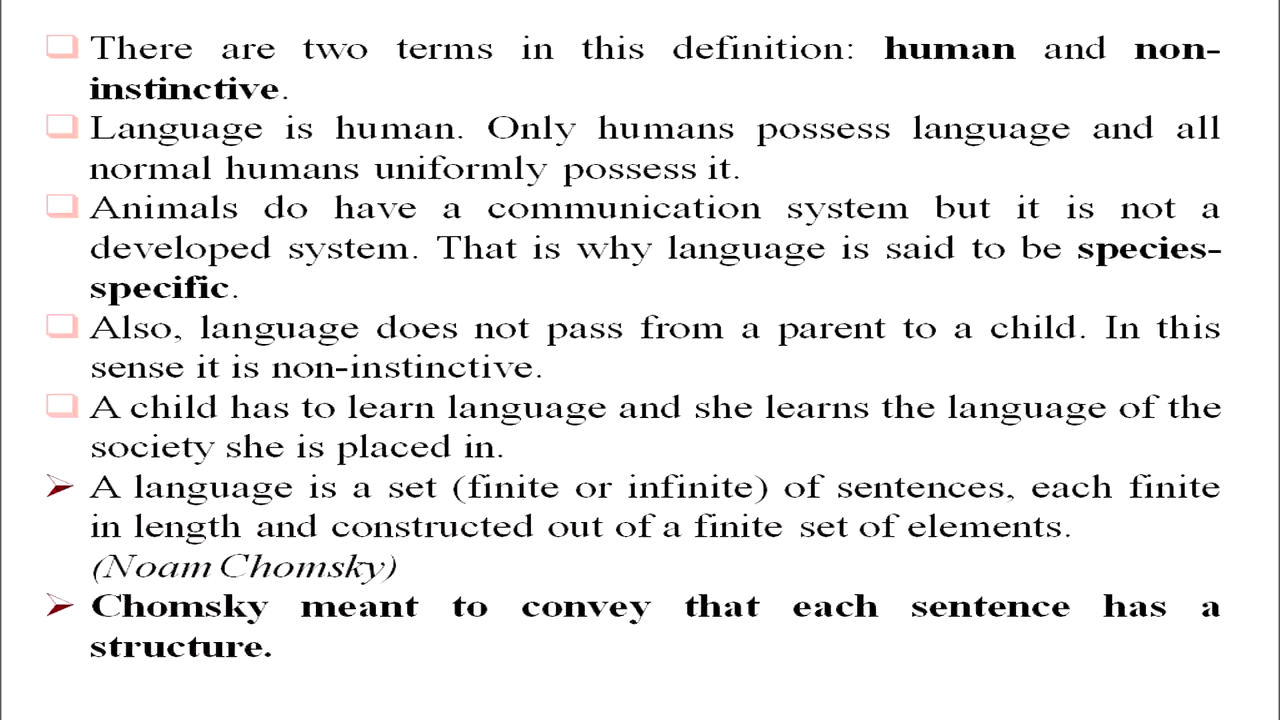 There are two terms in this definition: human and non-
instinctive.
Language is human. Only humans possess language and all
normal humans uniformly possess it.
Animals do have a communication system but it is not a
developed system. That is why language is said to be species-
specific.
Also, language does not pass from a parent to a child. In this
sense it is non-instinctive.
A child has to learn language and she learns the language of the
society she is placed in.
A language is a set (finite or infinite) of sentences, each finite
in length and constructed out of a finite set of elements.
(Noam Chomsky)
Chomsky meant to convey that each sentence has a
structure.